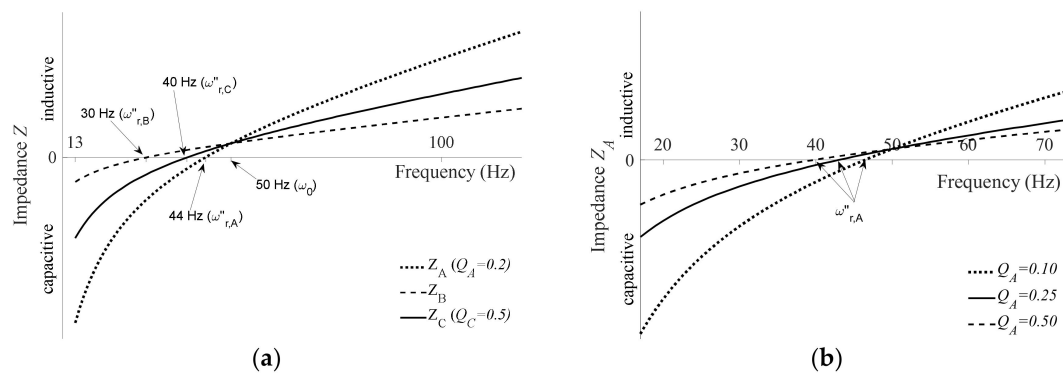 Impedance Z
capacitive
inductive
0
13
100
30 Hz (ω"r,B)
40 Hz (ω"r,C)
44 Hz (ω"r,A)
50 Hz (ω0)
Frequency (Hz)
ZA (QA=0.2)
ZB
ZC (QC=0.5)
(a)
Impedance ZA
capacitive
inductive
0
20
30
40
50
60
70
Frequency (Hz)
ω"r,A
QA=0.10
QA=0.25
QA=0.50
(b)